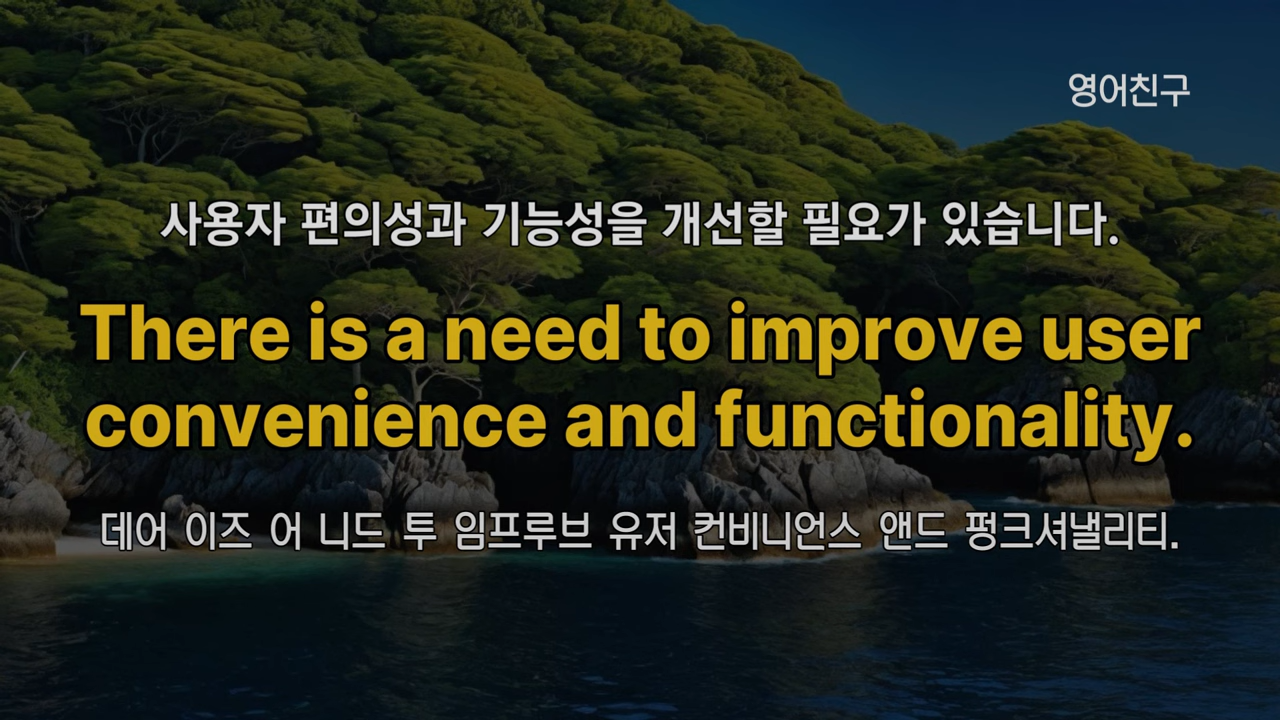 영어친구
사용자 편의성과 기능성을 개선할 필요가 있습니다.
There is a need to improve user
convenience and functionality.
데어 이즈 어 니드 투 임프루브 유저 컨비니언스 앤드 펑크셔낼리티.